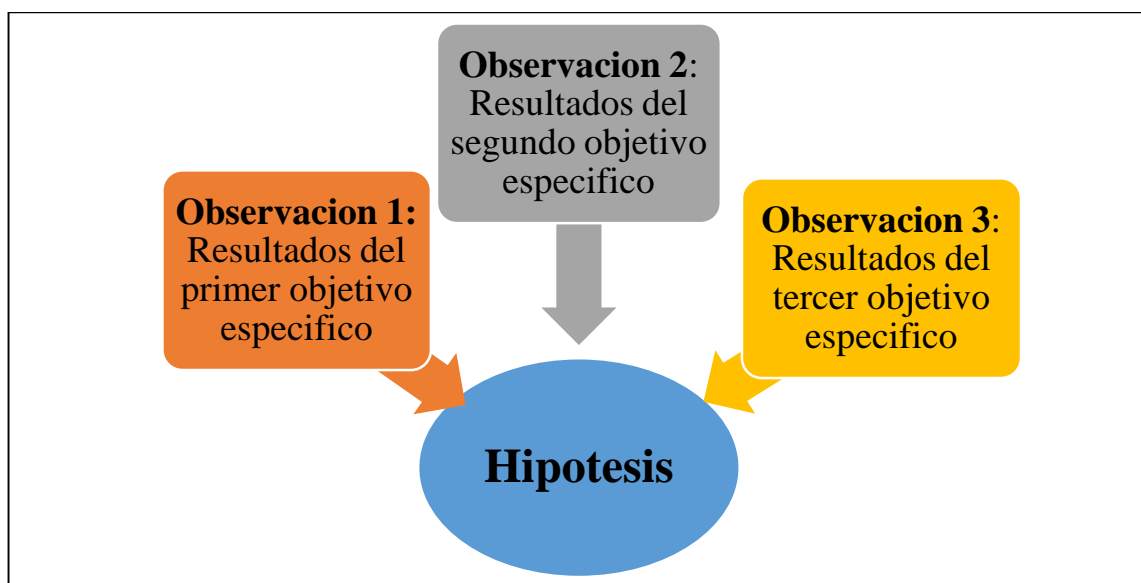 Observacion 1:
Resultados del
primer objetivo
especifico
Observacion 2:
Resultados del
segundo objetivo
especifico
Observacion 3:
Resultados del
tercer objetivo
especifico
Hipotesis